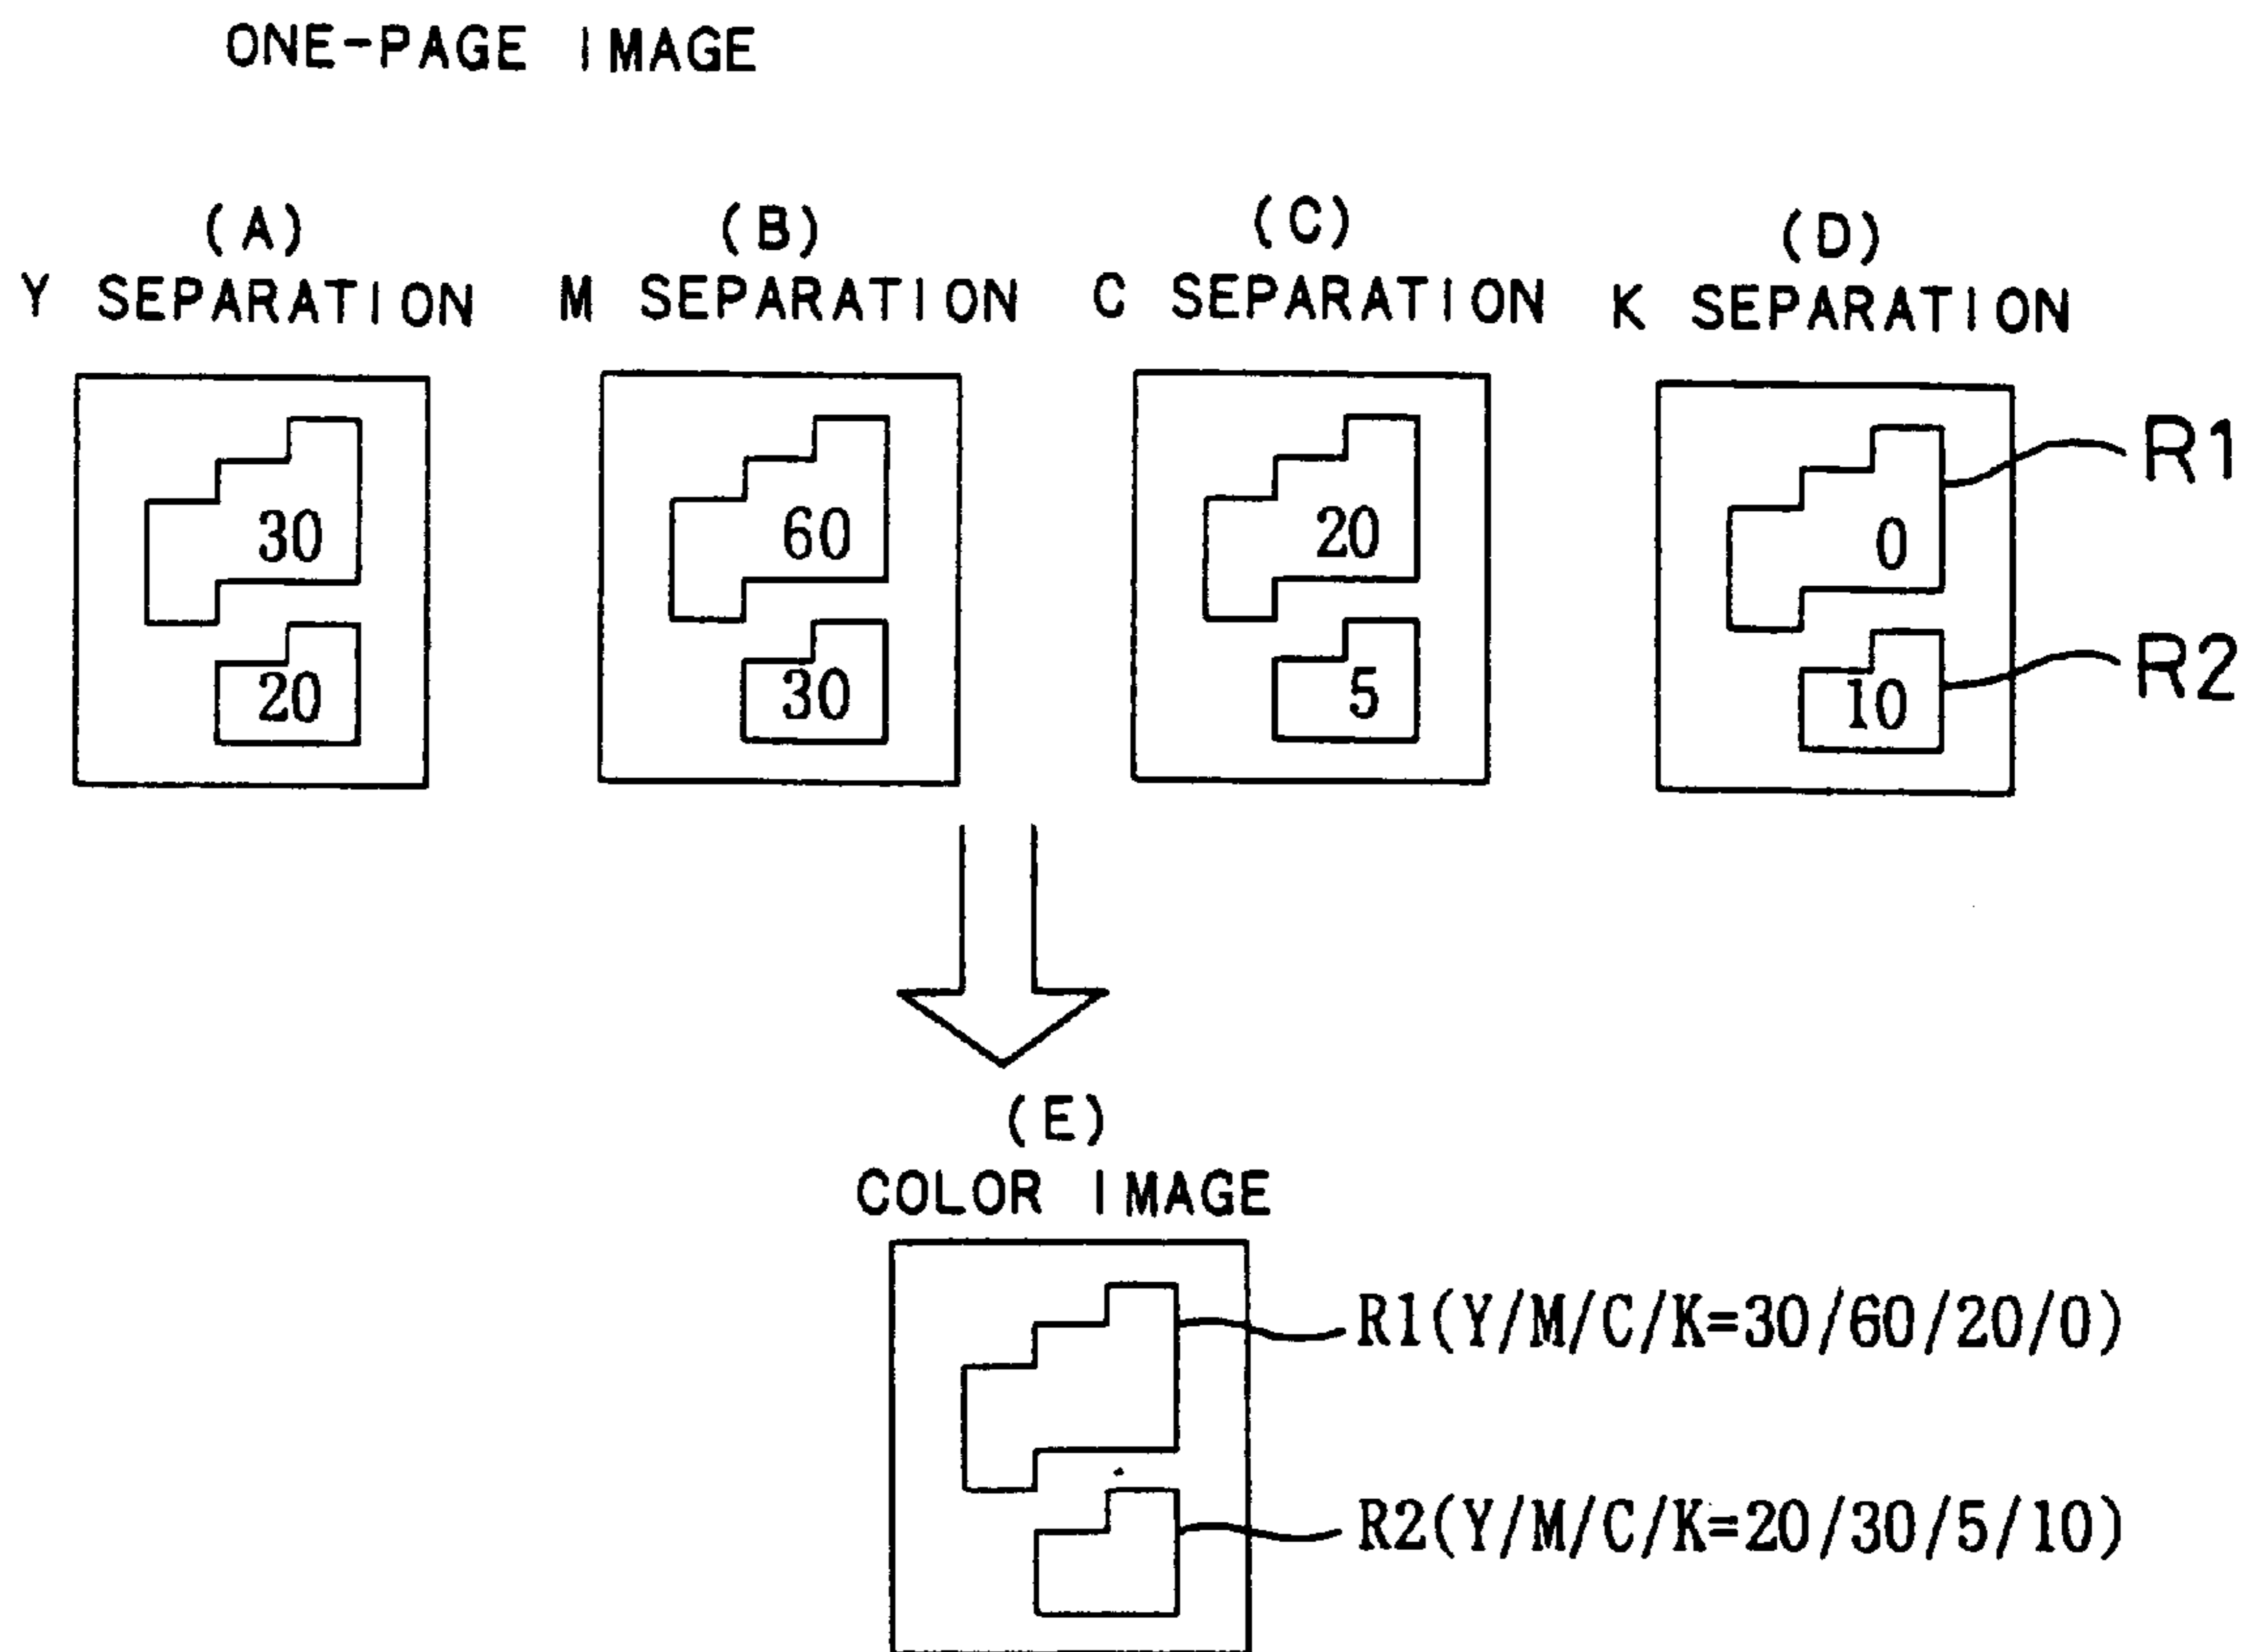 ONE-PAGE IMAGE
(A)
Y SEPARATION
(B)
M SEPARATION
(C)
C SEPARATION
(D)
K SEPARATION
30
20
60
30
20
5
0
10
R1
R2
(E)
COLOR IMAGE
R1(Y/M/C/K=30/60/20/0)
R2(Y/M/C/K=20/30/5/10)